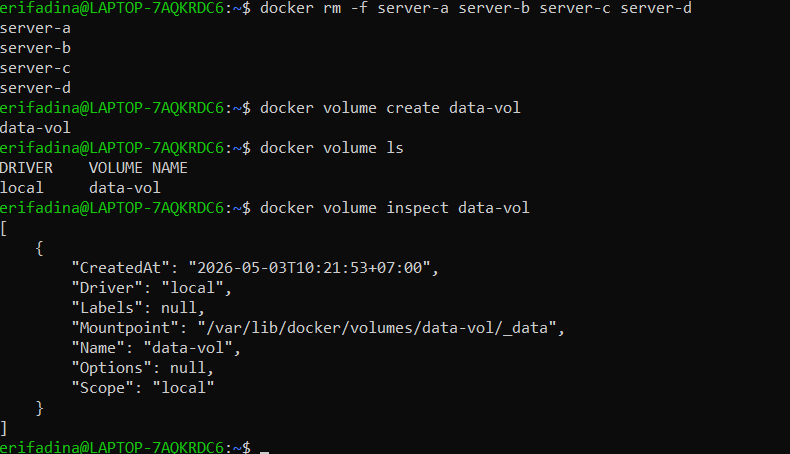 erifadina@LAPTOP-7AQKRDC6:~$ docker rm -f server-a server-b server-c server-d
server-a
server-b
server-c
server-d
erifadina@LAPTOP-7AQKRDC6:~$ docker volume create data-vol
data-vol
erifadina@LAPTOP-7AQKRDC6:~$ docker volume ls
DRIVER    VOLUME NAME
local     data-vol
erifadina@LAPTOP-7AQKRDC6:~$ docker volume inspect data-vol
[
    {
        "CreatedAt": "2026-05-03T10:21:53+07:00",
        "Driver": "local",
        "Labels": null,
        "Mountpoint": "/var/lib/docker/volumes/data-vol/_data",
        "Name": "data-vol",
        "Options": null,
        "Scope": "local"
    }
]
erifadina@LAPTOP-7AQKRDC6:~$